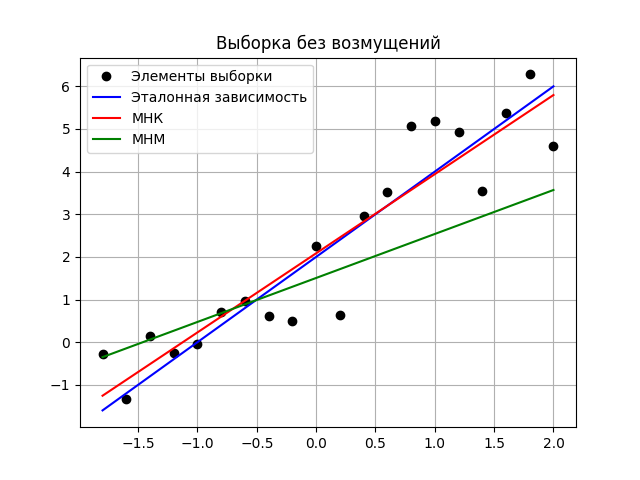 Выборка без возмущений
Элементы выборки
Эталонная зависимость
МНК
МНМ
6
5
4
3
2
1
0
−1
−1.5 −1.0 −0.5 0.0 0.5 1.0 1.5 2.0